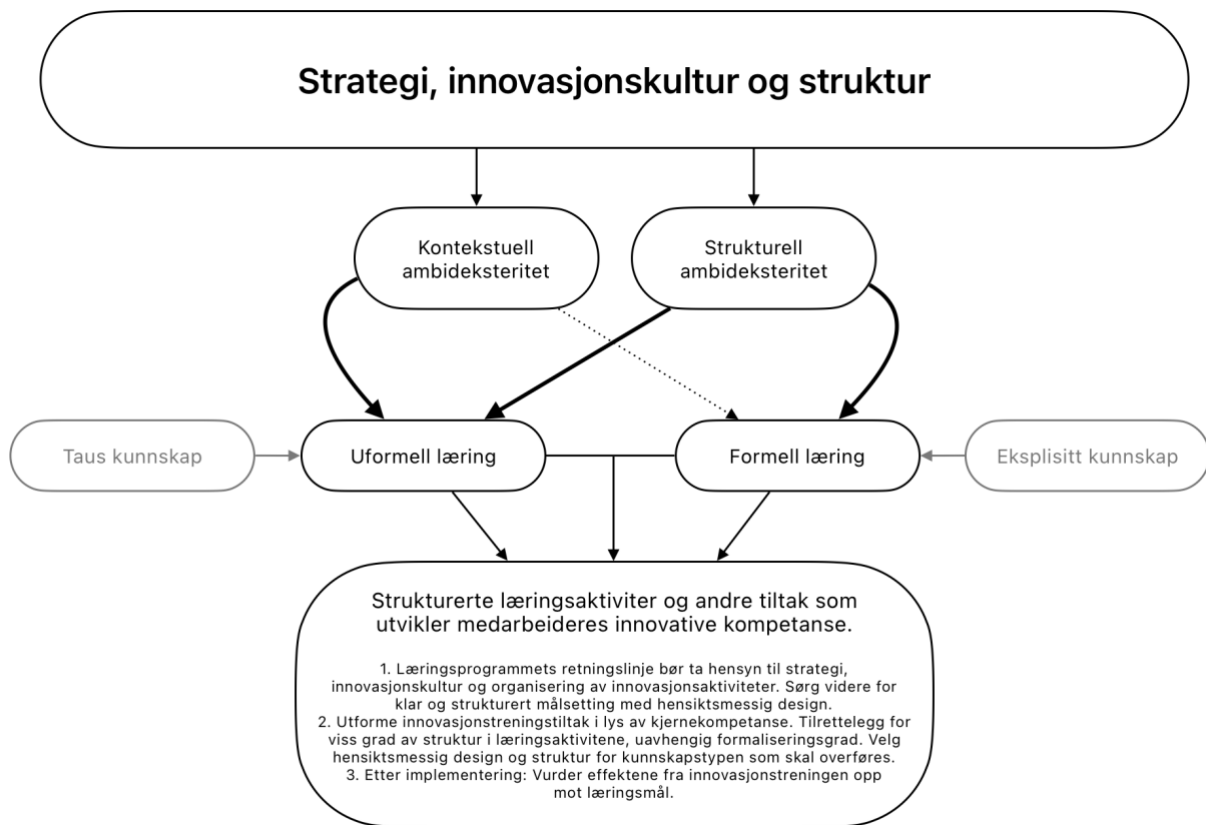 Strategi, innovasjonskultur og struktur
Kontekstuell
ambideksteritet
Strukturell
ambideksteritet
Taus kunnskap
Uformell læring
Formell læring
Eksplisitt kunnskap
Strukturerte læringsaktiviter og andre tiltak som
utvikler medarbeideres innovative kompetanse.
1. Læringsprogrammets retningslinje bør ta hensyn til strategi,
innovasjonskultur og organisering av innovasjonsaktiviteter. Sørg videre for
klar og strukturert målsetting med hensiktsmessig design.
2. Utforme innovasjonstreningstiltak i lys av kjernekompetanse. Tilrettelegg for
viss grad av struktur i læringsaktivitene, uavhengig formaliseringsgrad. Velg
hensiktsmessig design og struktur for kunnskapstypen som skal overføres.
3. Etter implementering: Vurder effektene fra innovasjonstreningen opp
mot læringsmål.